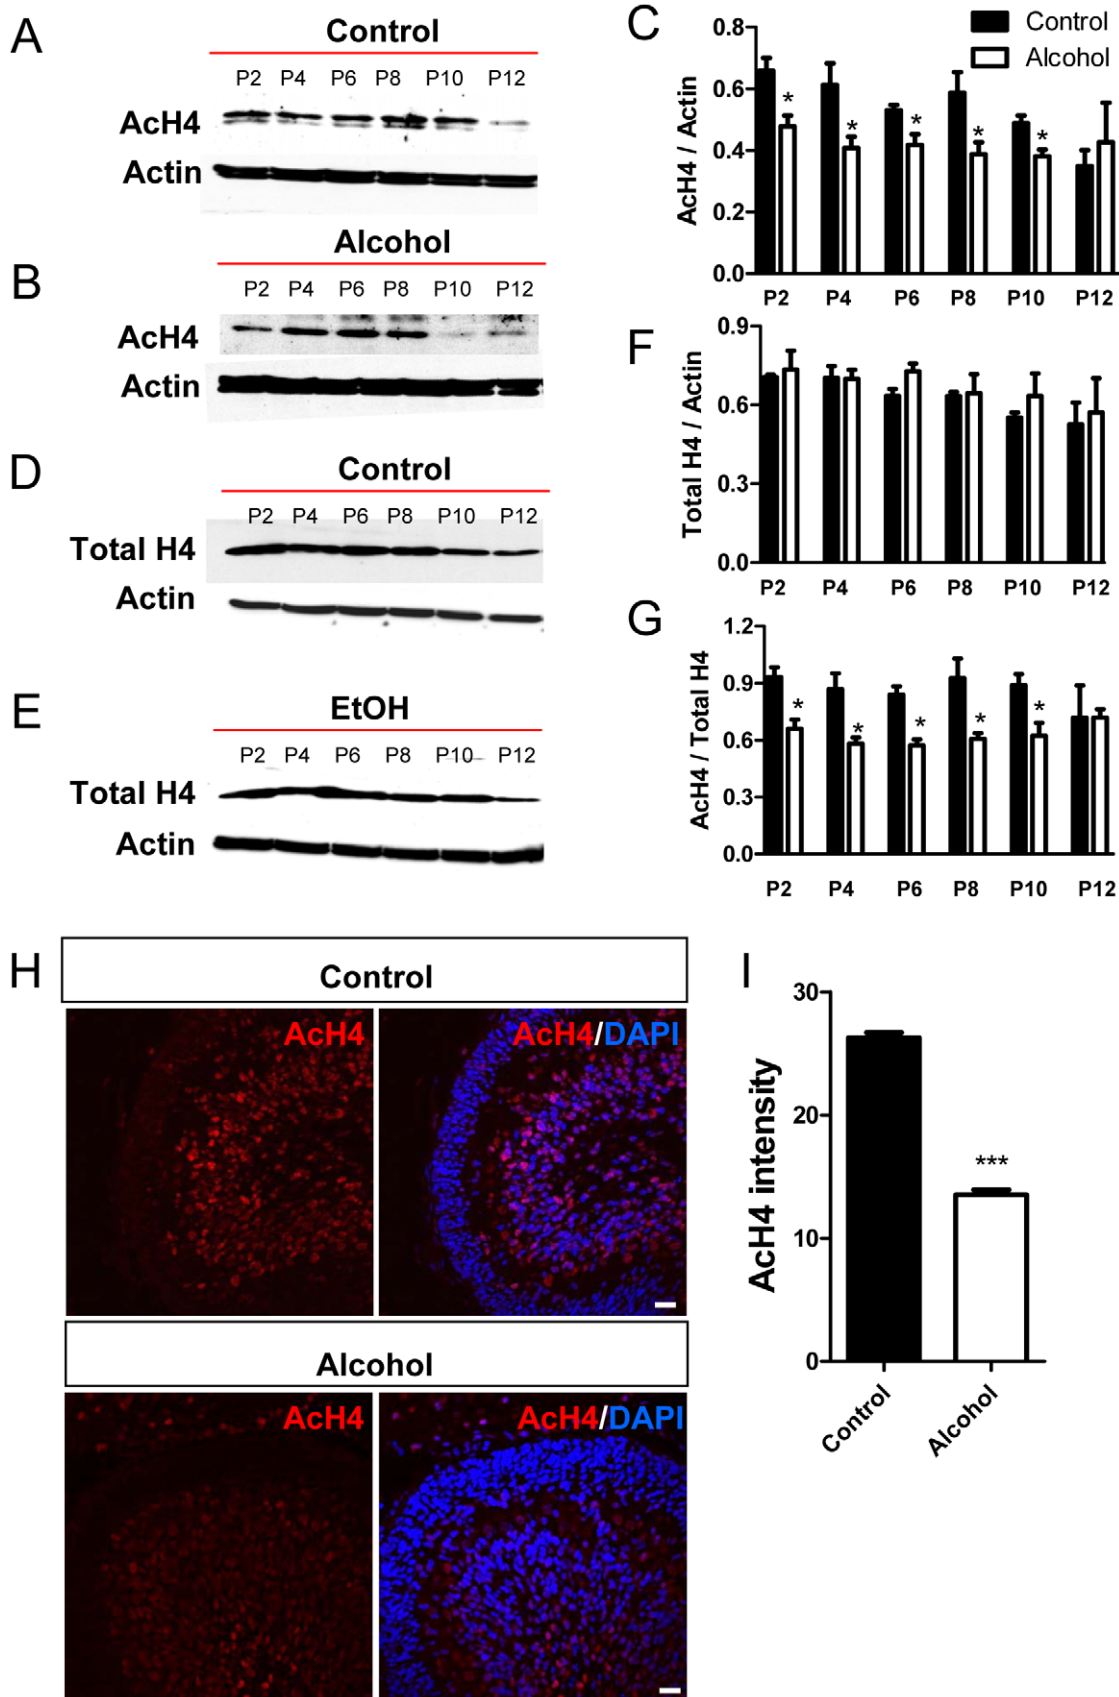 A
Control
P2 P4 P6 P8 P10 P12
AcH4
Actin
B
Alcohol
P2 P4 P6 P8 P10 P12
AcH4
Actin
C
Control
Alcohol
AcH4 / Actin
0.8
0.6
0.4
0.2
0.0
* * * * *
P2 P4 P6 P8 P10 P12
D
Control
P2 P4 P6 P8 P10 P12
Total H4
Actin
E
EtOH
P2 P4 P6 P8 P10 P12
Total H4
Actin
F
Total H4 / Actin
0.9
0.6
0.3
0.0
P2 P4 P6 P8 P10 P12
G
AcH4 / Total H4
1.2
0.9
0.6
0.3
0.0
* * * * *
P2 P4 P6 P8 P10 P12
H
Control
AcH4
AcH4/DAPI
Alcohol
AcH4
AcH4/DAPI
I
AcH4 intensity
30
20
10
0
***
Control
Alcohol